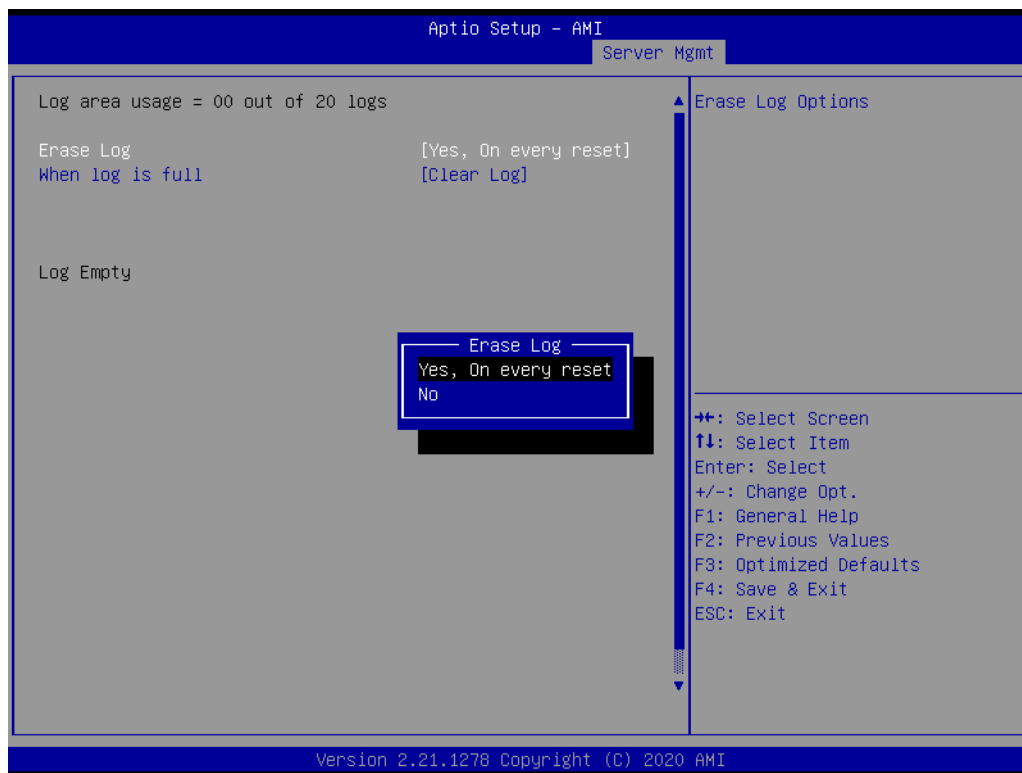 Aptio Setup – AMI
Server Mgmt
Log area usage = 00 out of 20 logs
Erase Log [Yes, On every reset]
When log is full [Clear Log]
Log Empty
Erase Log
Yes, On every reset
No
Erase Log Options
→←: Select Screen
↑↓: Select Item
Enter: Select
+/-: Change Opt.
F1: General Help
F2: Previous Values
F3: Optimized Defaults
F4: Save & Exit
ESC: Exit
Version 2.21.1278 Copyright (C) 2020 AMI